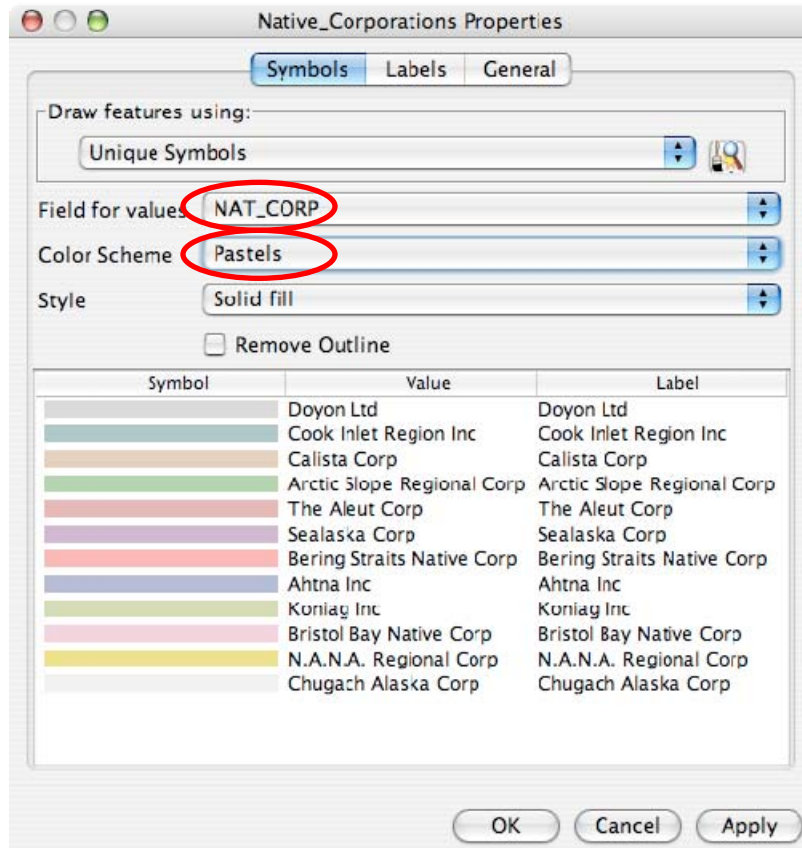 Native_Corporations Properties
Symbols Labels General
Draw features using:
Unique Symbols
Field for values NAT_CORP
Color Scheme Pastels
Style Solid fill
Remove Outline
Symbol Value Label
Doyon Ltd Doyon Ltd
Cook Inlet Region Inc Cook Inlet Region Inc
Calista Corp Calista Corp
Arctic Slope Regional Corp Arctic Slope Regional Corp
The Aleut Corp The Aleut Corp
Sealaska Corp Sealaska Corp
Bering Straits Native Corp Bering Straits Native Corp
Ahtna Inc Ahtna Inc
Koniag Inc Koniag Inc
Bristol Bay Native Corp Bristol Bay Native Corp
N.A.N.A. Regional Corp N.A.N.A. Regional Corp
Chugach Alaska Corp Chugach Alaska Corp
OK Cancel Apply